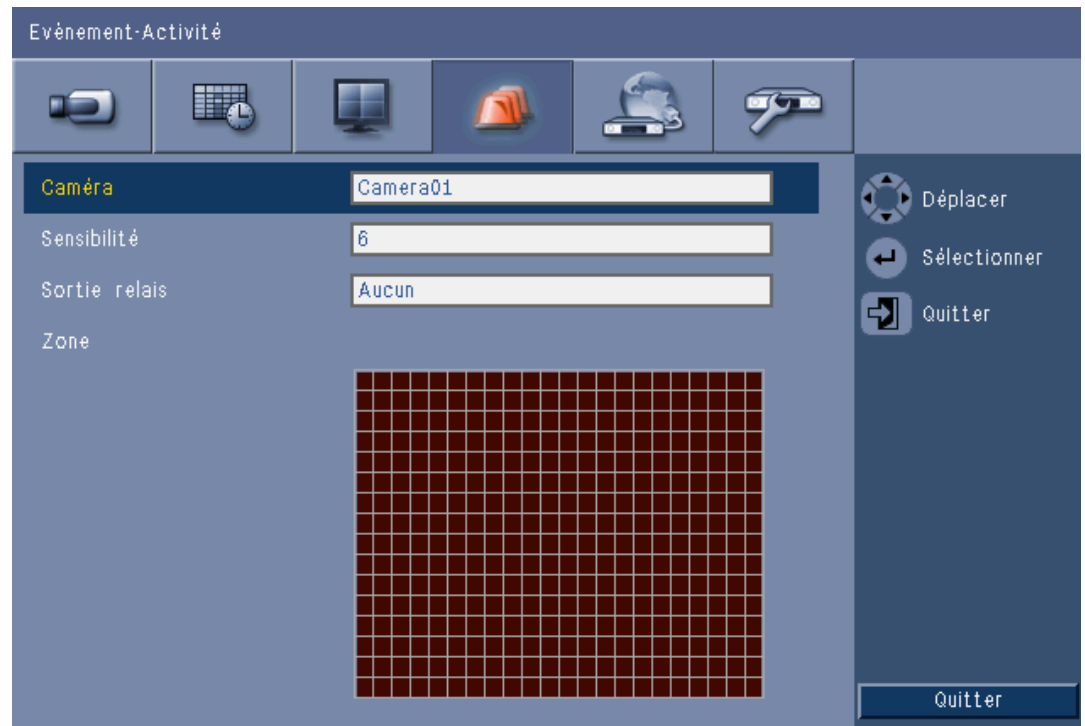 Evénement-Activité
Caméra
Camera01
Sensibilité
6
Sortie relais
Aucun
Zone
Déplacer
Sélectionner
Quitter
Quitter